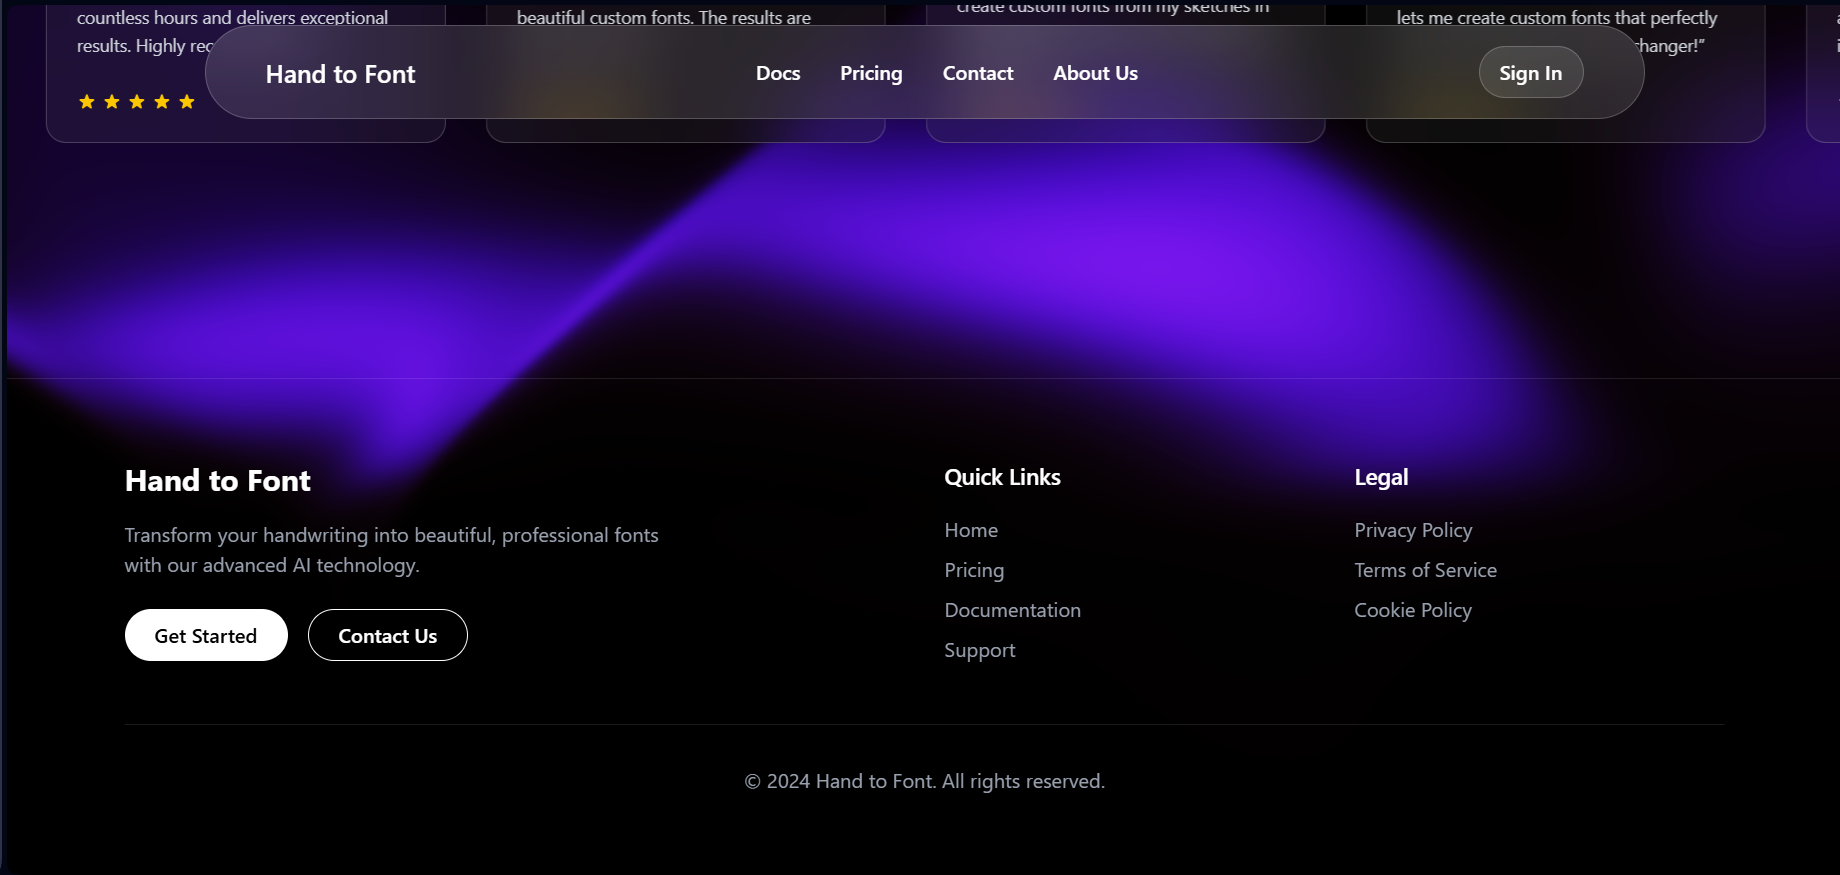 countless hours and delivers exceptional
results. Highly rec
beautiful custom fonts. The results are
create custom fonts from my sketches in
lets me create custom fonts that perfectly
changer!”
Hand to Font
Docs
Pricing
Contact
About Us
Sign In
Hand to Font
Transform your handwriting into beautiful, professional fonts
with our advanced AI technology.
Get Started
Contact Us
Quick Links
Home
Pricing
Documentation
Support
Legal
Privacy Policy
Terms of Service
Cookie Policy
© 2024 Hand to Font. All rights reserved.